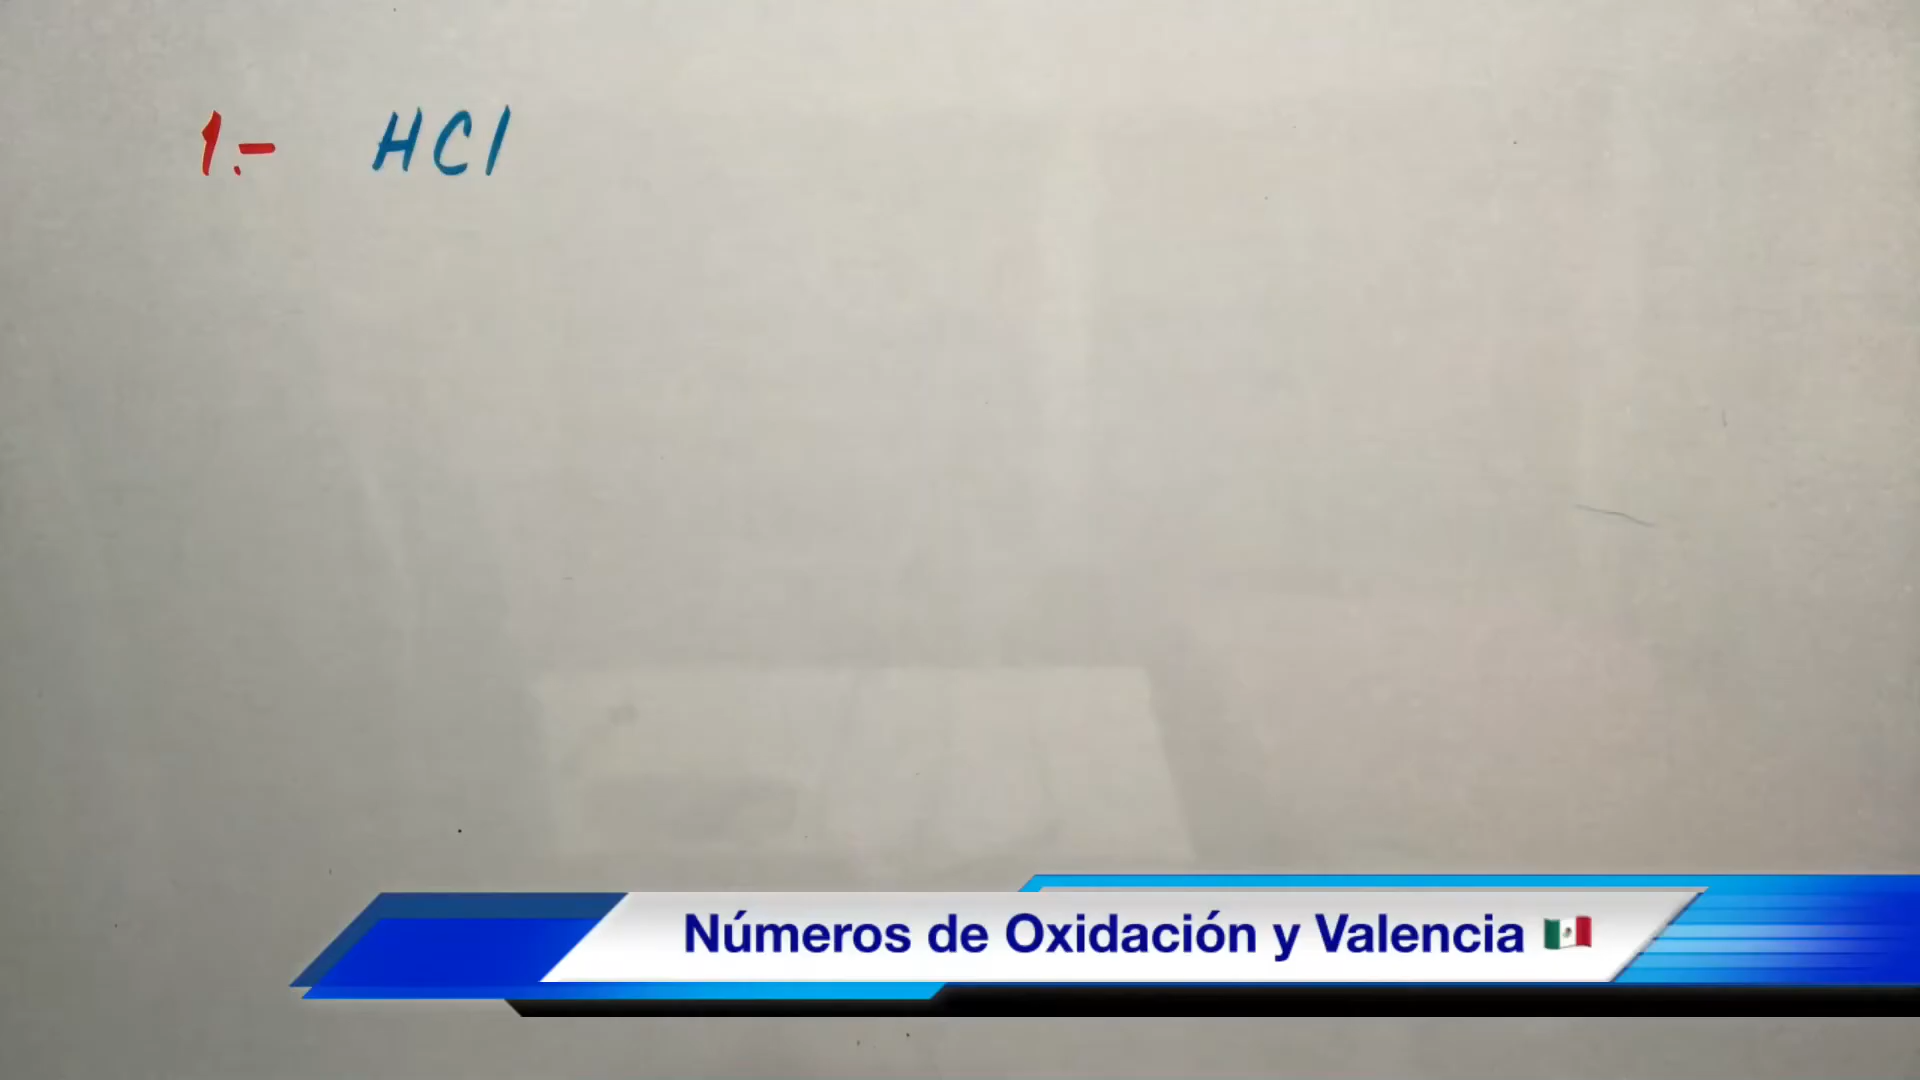 1.- HCl
Números de Oxidación y Valencia 🇲🇽